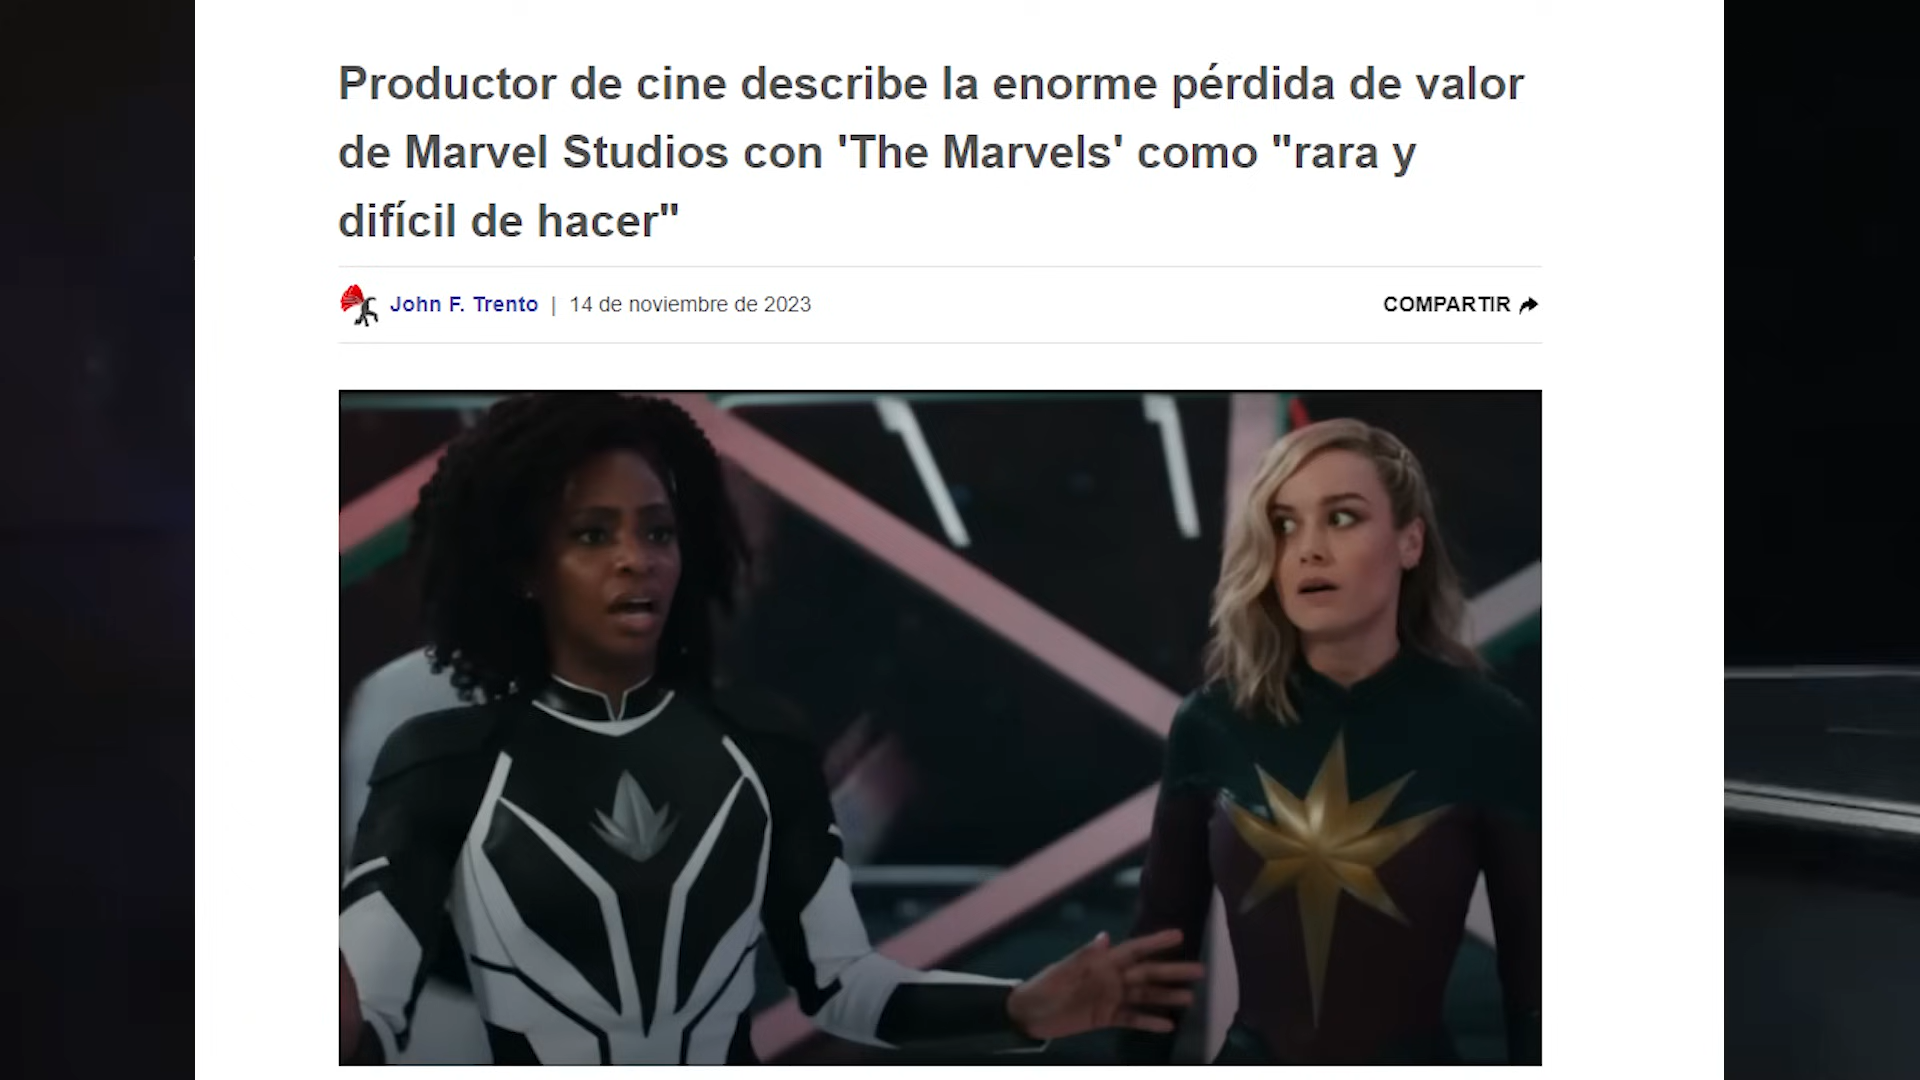 Productor de cine describe la enorme pérdida de valor
de Marvel Studios con 'The Marvels' como "rara y
difícil de hacer"
John F. Trento | 14 de noviembre de 2023
COMPARTIR